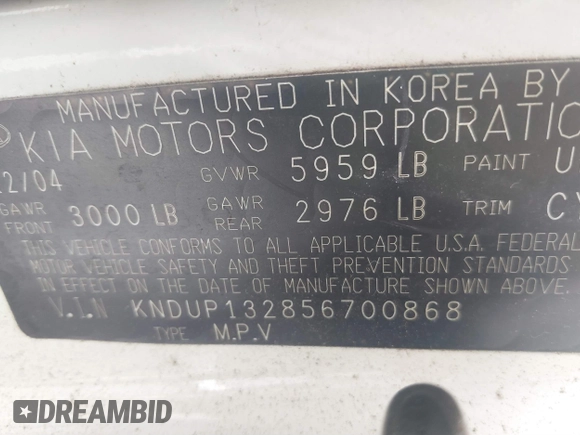 MANUFACTURED IN KOREA BY
KIA MOTORS CORPORATIO
2/04 GVWR 5959 LB PAINT U
GAWR FRONT 3000 LB GAWR REAR 2976 LB TRIM C
THIS VEHICLE CONFORMS TO ALL APPLICABLE U.S.A. FEDERAL
MOTOR VEHICLE SAFETY AND THEFT PREVENTION STANDARDS
IN EFFECT ON THE DATE OF MANUFACTURE SHOWN ABOVE.
V.I.N KNDUP132856700868
TYPE M.P.V
DREAMBID